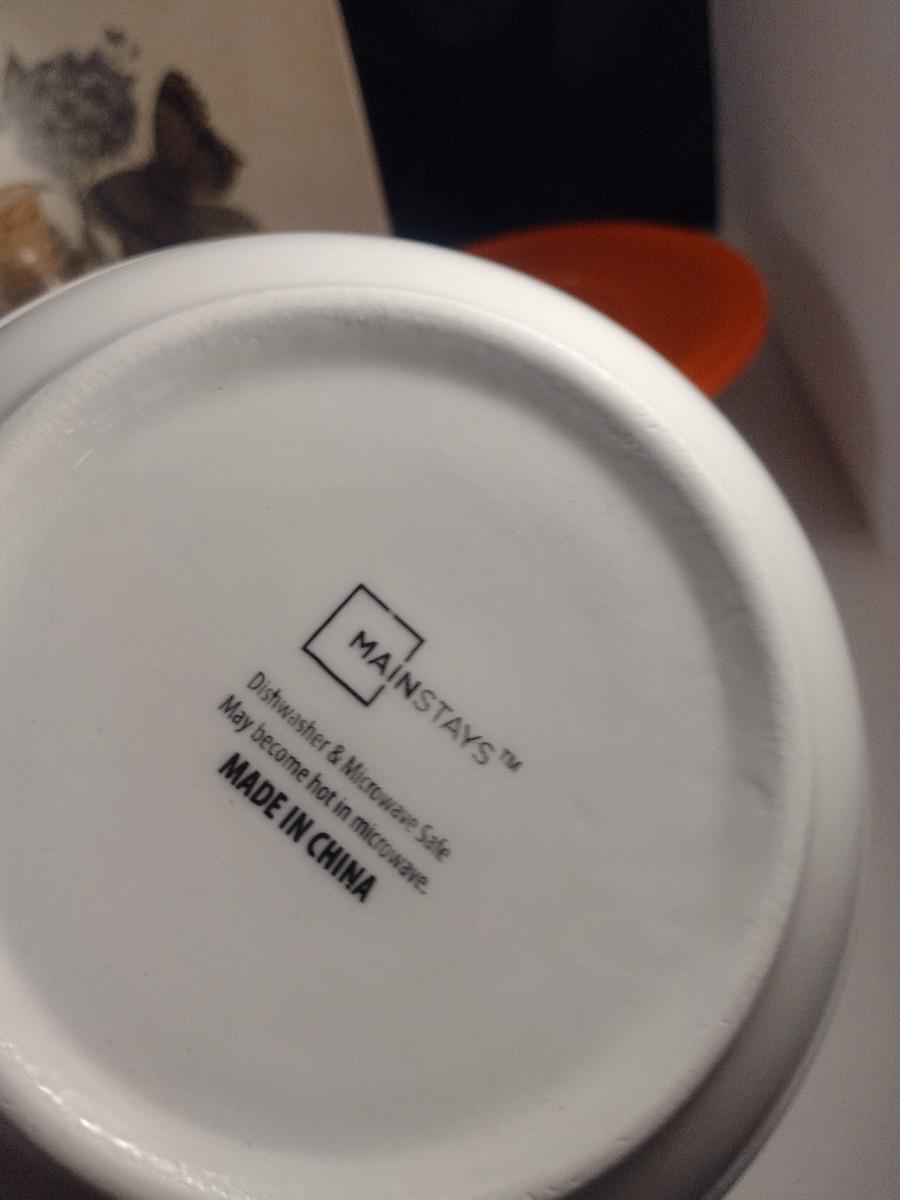 MAINSTAYS™
Dishwasher & Microwave Safe
May become hot in microwave.
MADE IN CHINA